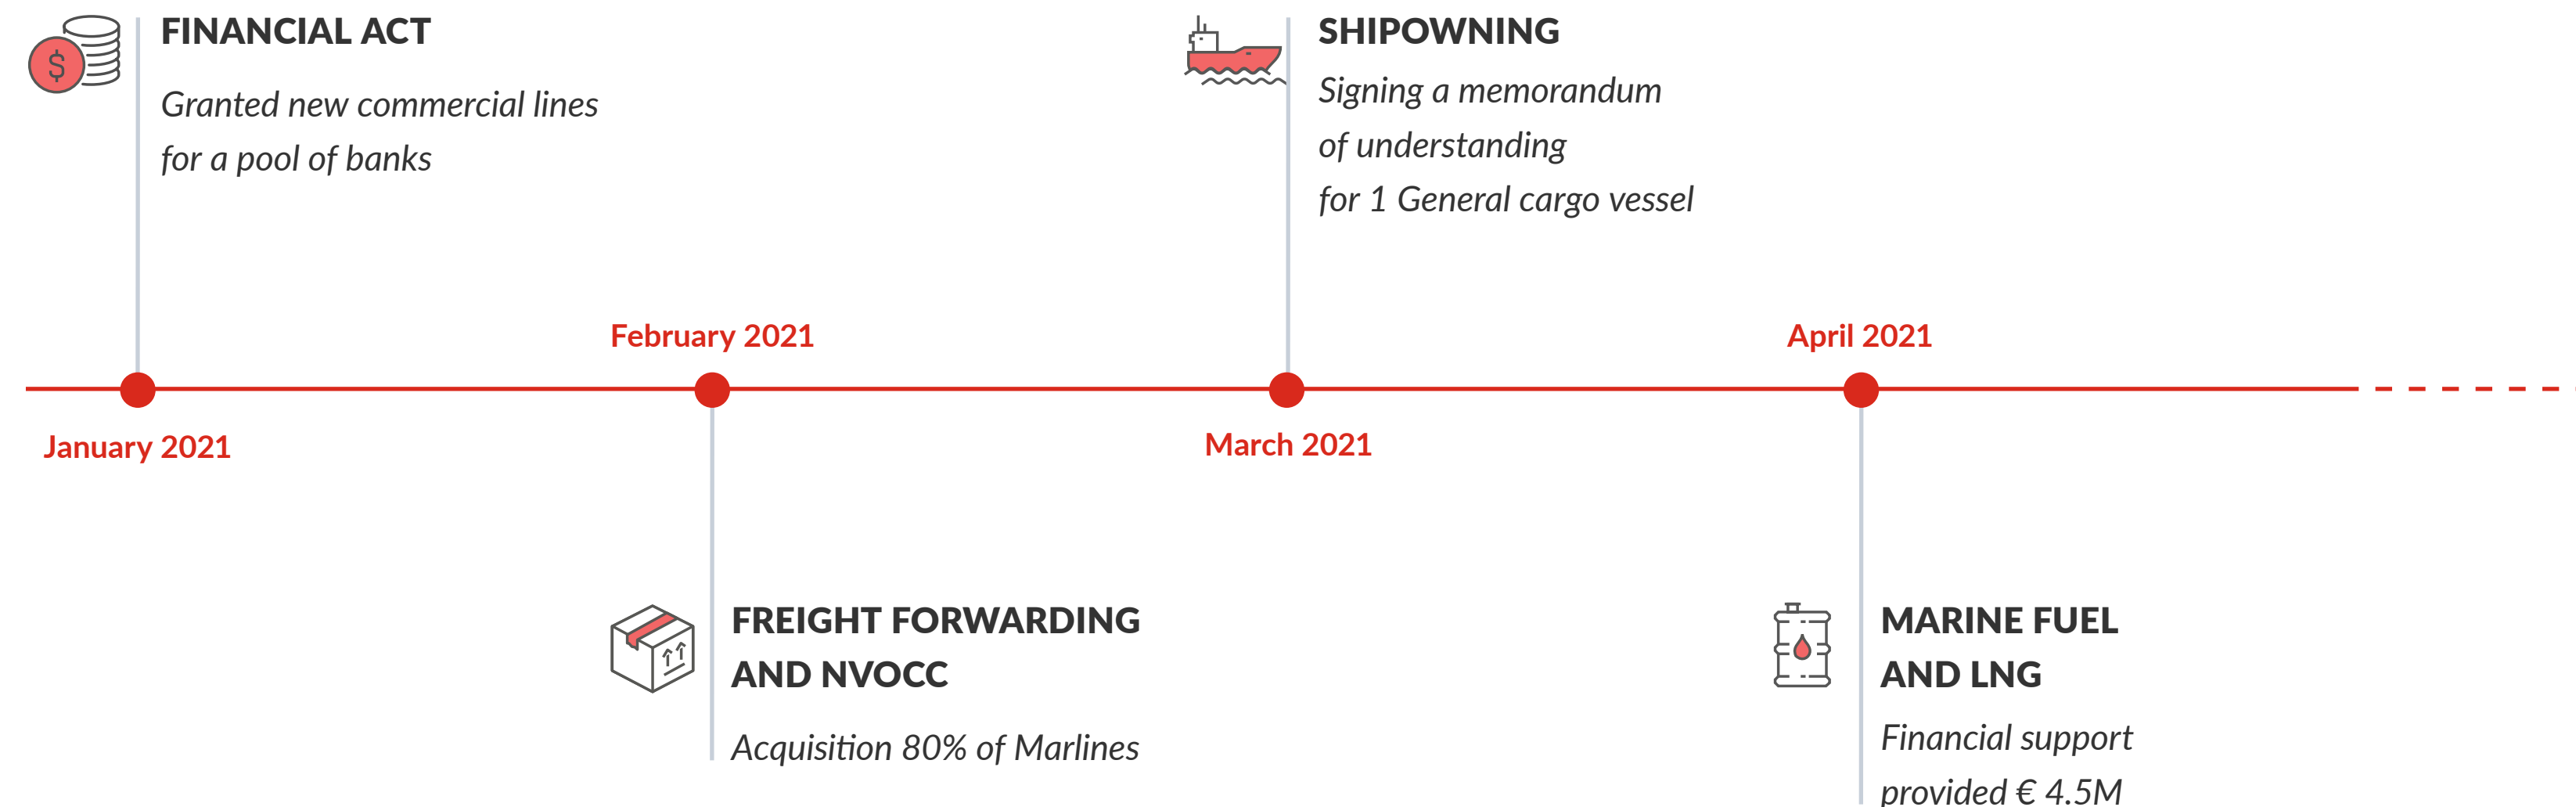 FINANCIAL ACT
Granted new commercial lines
for a pool of banks
January 2021
February 2021
FREIGHT FORWARDING
AND NVOCC
Acquisition 80% of Marlines
SHIPOWNING
Signing a memorandum
of understanding
for 1 General cargo vessel
March 2021
April 2021
MARINE FUEL
AND LNG
Financial support
provided € 4.5M
$